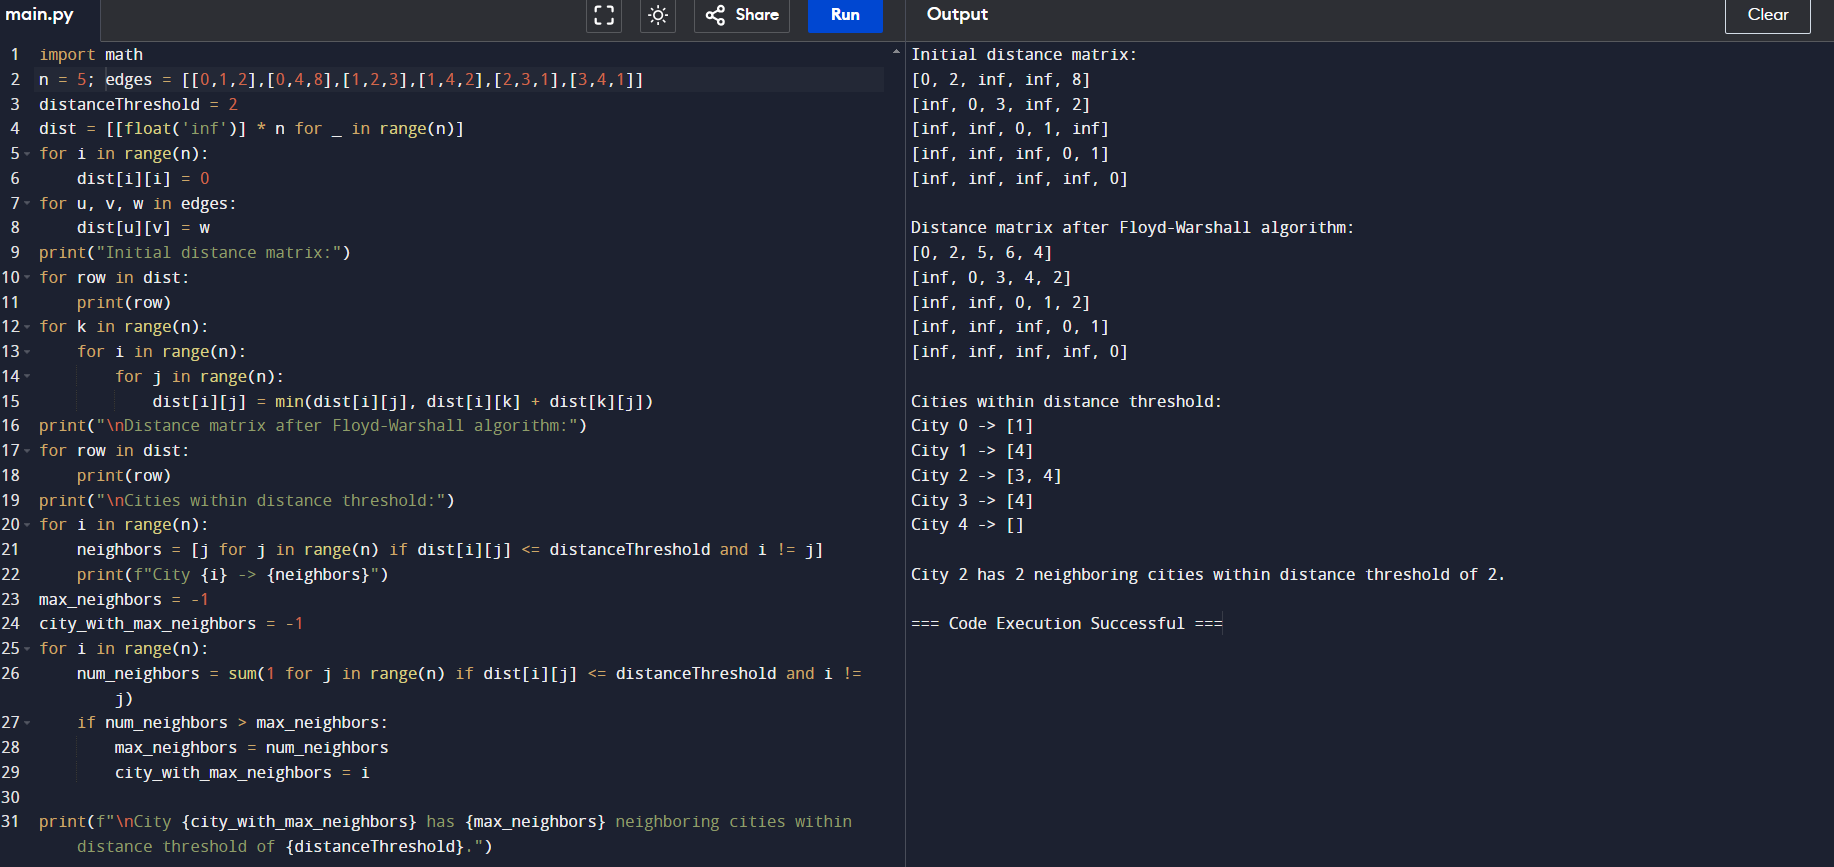 main.py
Share
Run
Output
Clear
1 import math
2 n = 5; edges = [[0,1,2],[0,4,8],[1,2,3],[1,4,2],[2,3,1],[3,4,1]]
3 distanceThreshold = 2
4 dist = [[float('inf')] * n for _ in range(n)]
5 for i in range(n):
6     dist[i][i] = 0
7 for u, v, w in edges:
8     dist[u][v] = w
9 print("Initial distance matrix:")
10 for row in dist:
11     print(row)
12 for k in range(n):
13     for i in range(n):
14         for j in range(n):
15             dist[i][j] = min(dist[i][j], dist[i][k] + dist[k][j])
16 print("\nDistance matrix after Floyd-Warshall algorithm:")
17 for row in dist:
18     print(row)
19 print("\nCities within distance threshold:")
20 for i in range(n):
21     neighbors = [j for j in range(n) if dist[i][j] <= distanceThreshold and i != j]
22     print(f"City {i} -> {neighbors}")
23 max_neighbors = -1
24 city_with_max_neighbors = -1
25 for i in range(n):
26     num_neighbors = sum(1 for j in range(n) if dist[i][j] <= distanceThreshold and i !=
j)
27     if num_neighbors > max_neighbors:
28         max_neighbors = num_neighbors
29         city_with_max_neighbors = i
30
31 print(f"\nCity {city_with_max_neighbors} has {max_neighbors} neighboring cities within
distance threshold of {distanceThreshold}.")
Initial distance matrix:
[0, 2, inf, inf, 8]
[inf, 0, 3, inf, 2]
[inf, inf, 0, 1, inf]
[inf, inf, inf, 0, 1]
[inf, inf, inf, inf, 0]
Distance matrix after Floyd-Warshall algorithm:
[0, 2, 5, 6, 4]
[inf, 0, 3, 4, 2]
[inf, inf, 0, 1, 2]
[inf, inf, inf, 0, 1]
[inf, inf, inf, inf, 0]
Cities within distance threshold:
City 0 -> [1]
City 1 -> [4]
City 2 -> [3, 4]
City 3 -> [4]
City 4 -> []
City 2 has 2 neighboring cities within distance threshold of 2.
=== Code Execution Successful ===